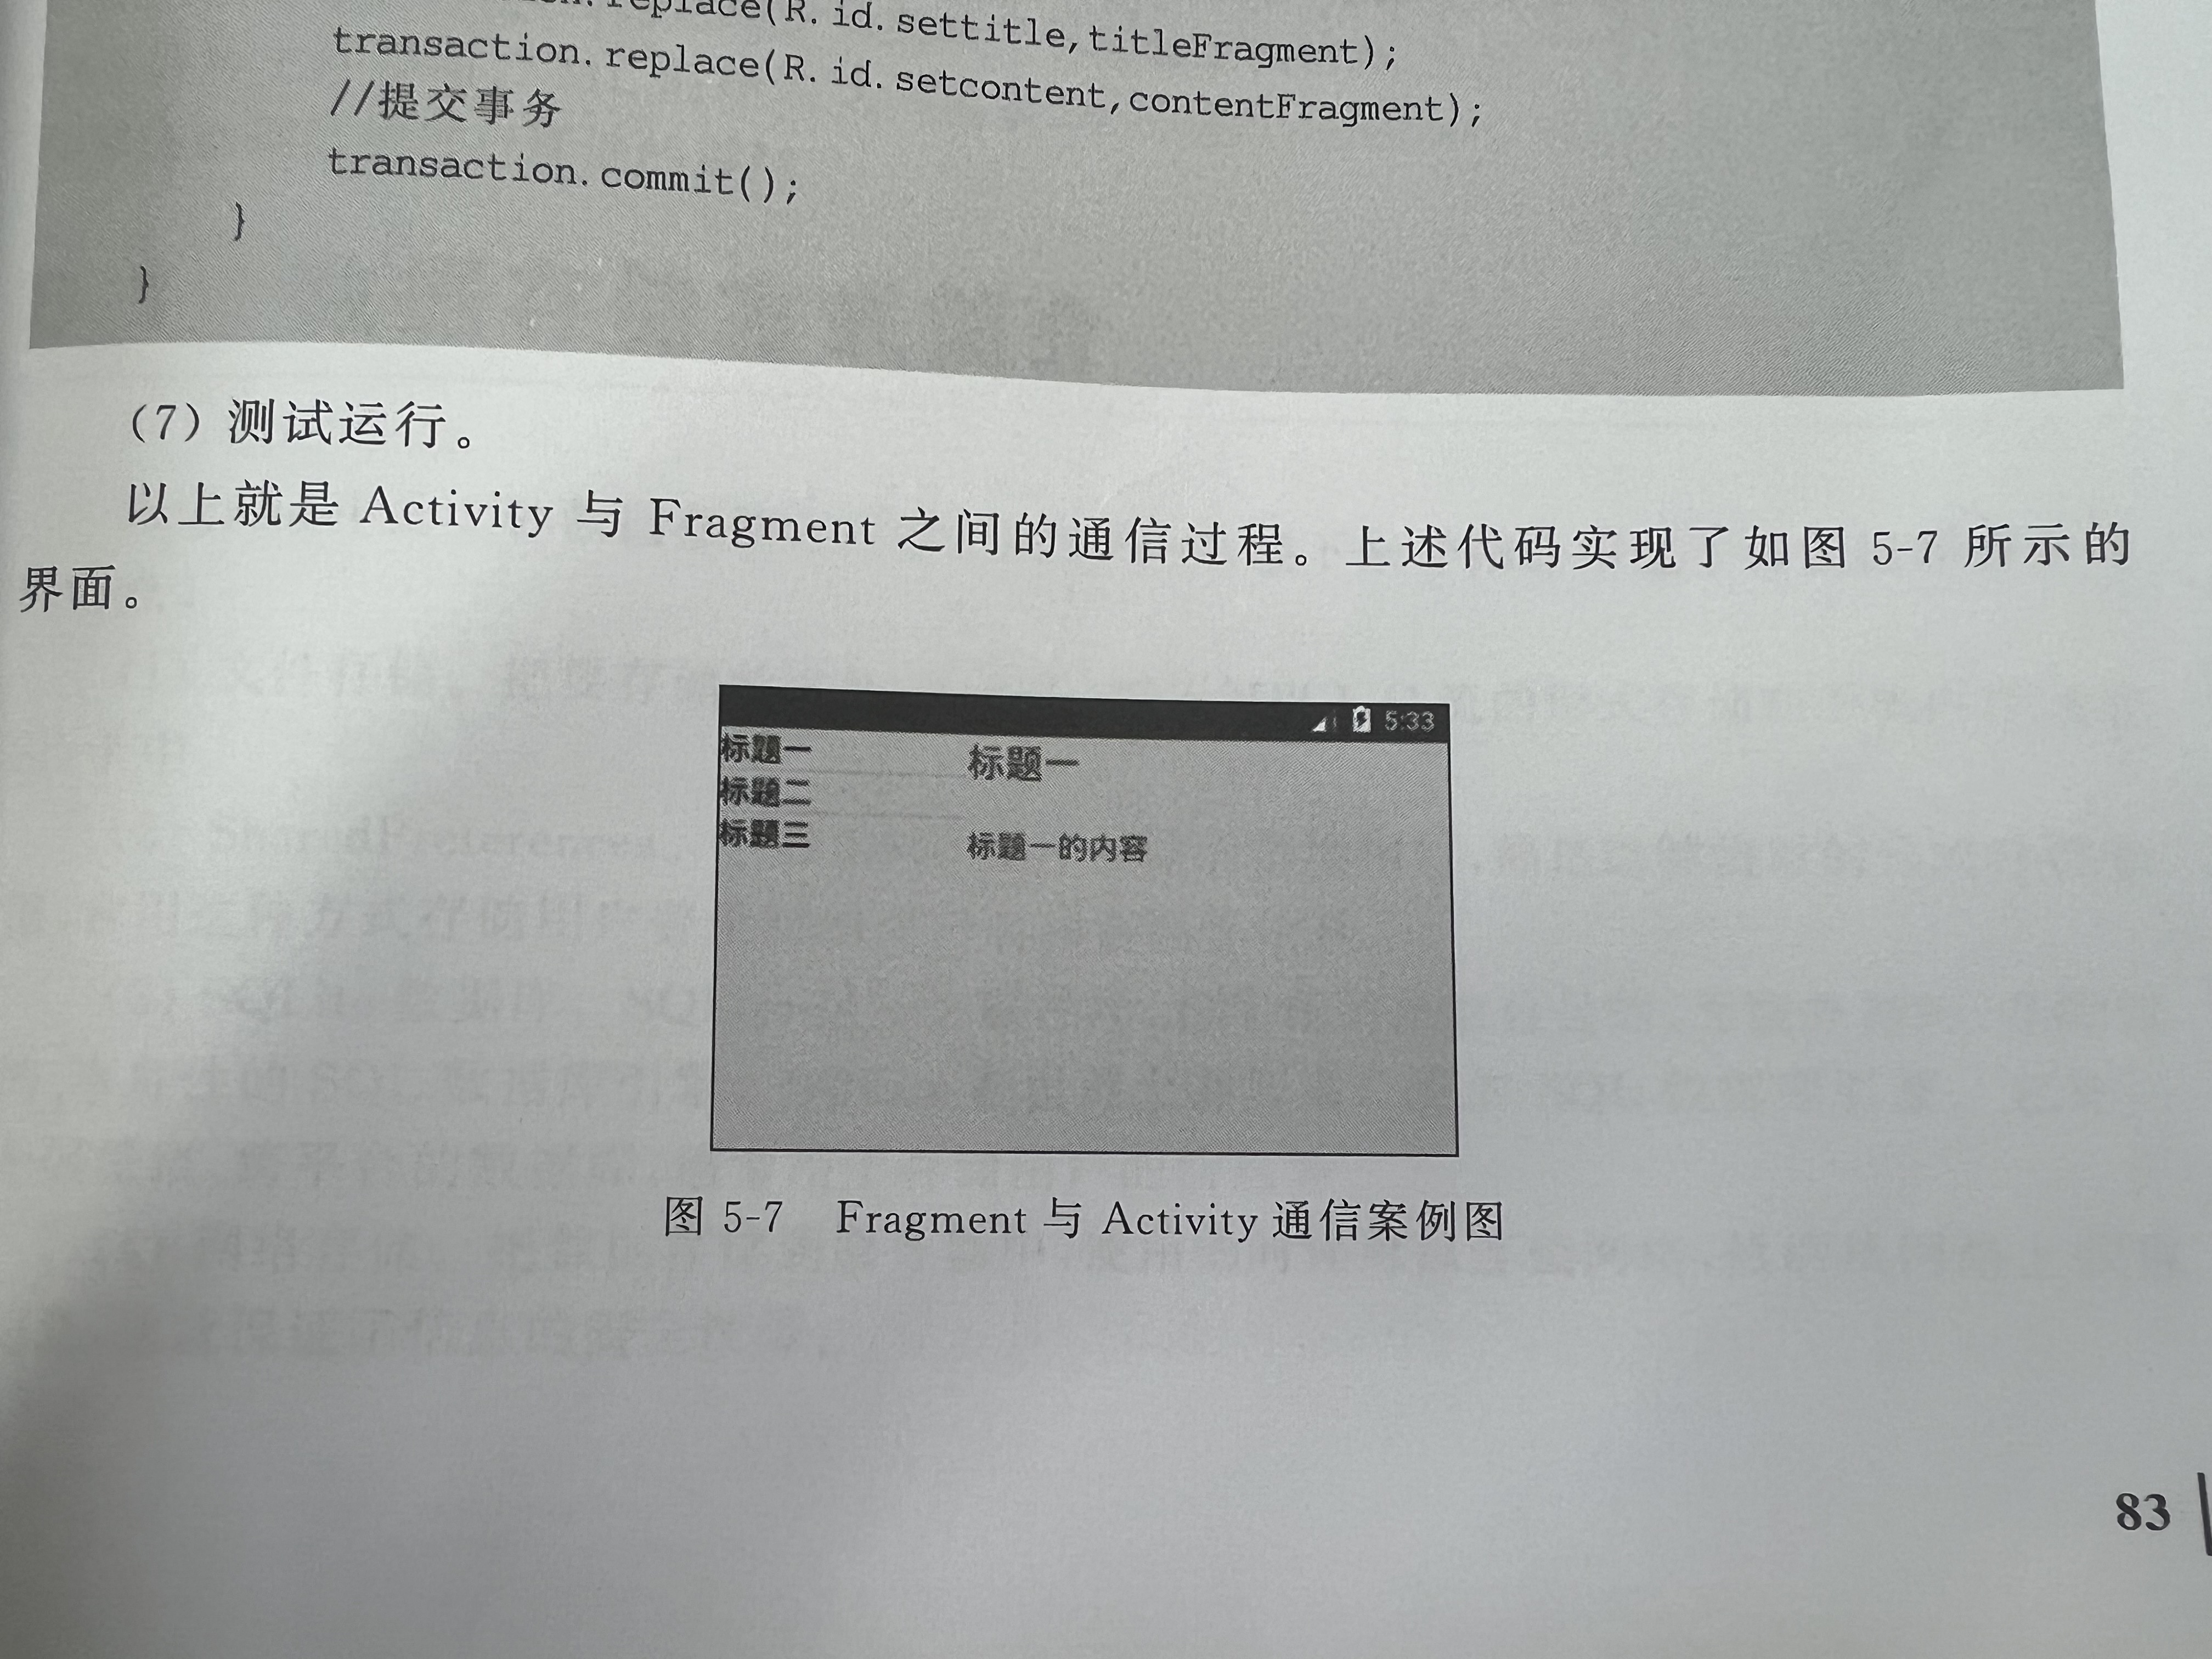 replace(R.id.settitle,titleFragment);
transaction.replace(R.id.setcontent,contentFragment);
//提交事务
transaction.commit();
}
}
(7) 测试运行。
以上就是 Activity 与 Fragment 之间的通信过程。上述代码实现了如图 5-7 所示的
界面。
5:33
标题一
标题二
标题三
标题一
标题一的内容
图 5-7 Fragment 与 Activity 通信案例图
83